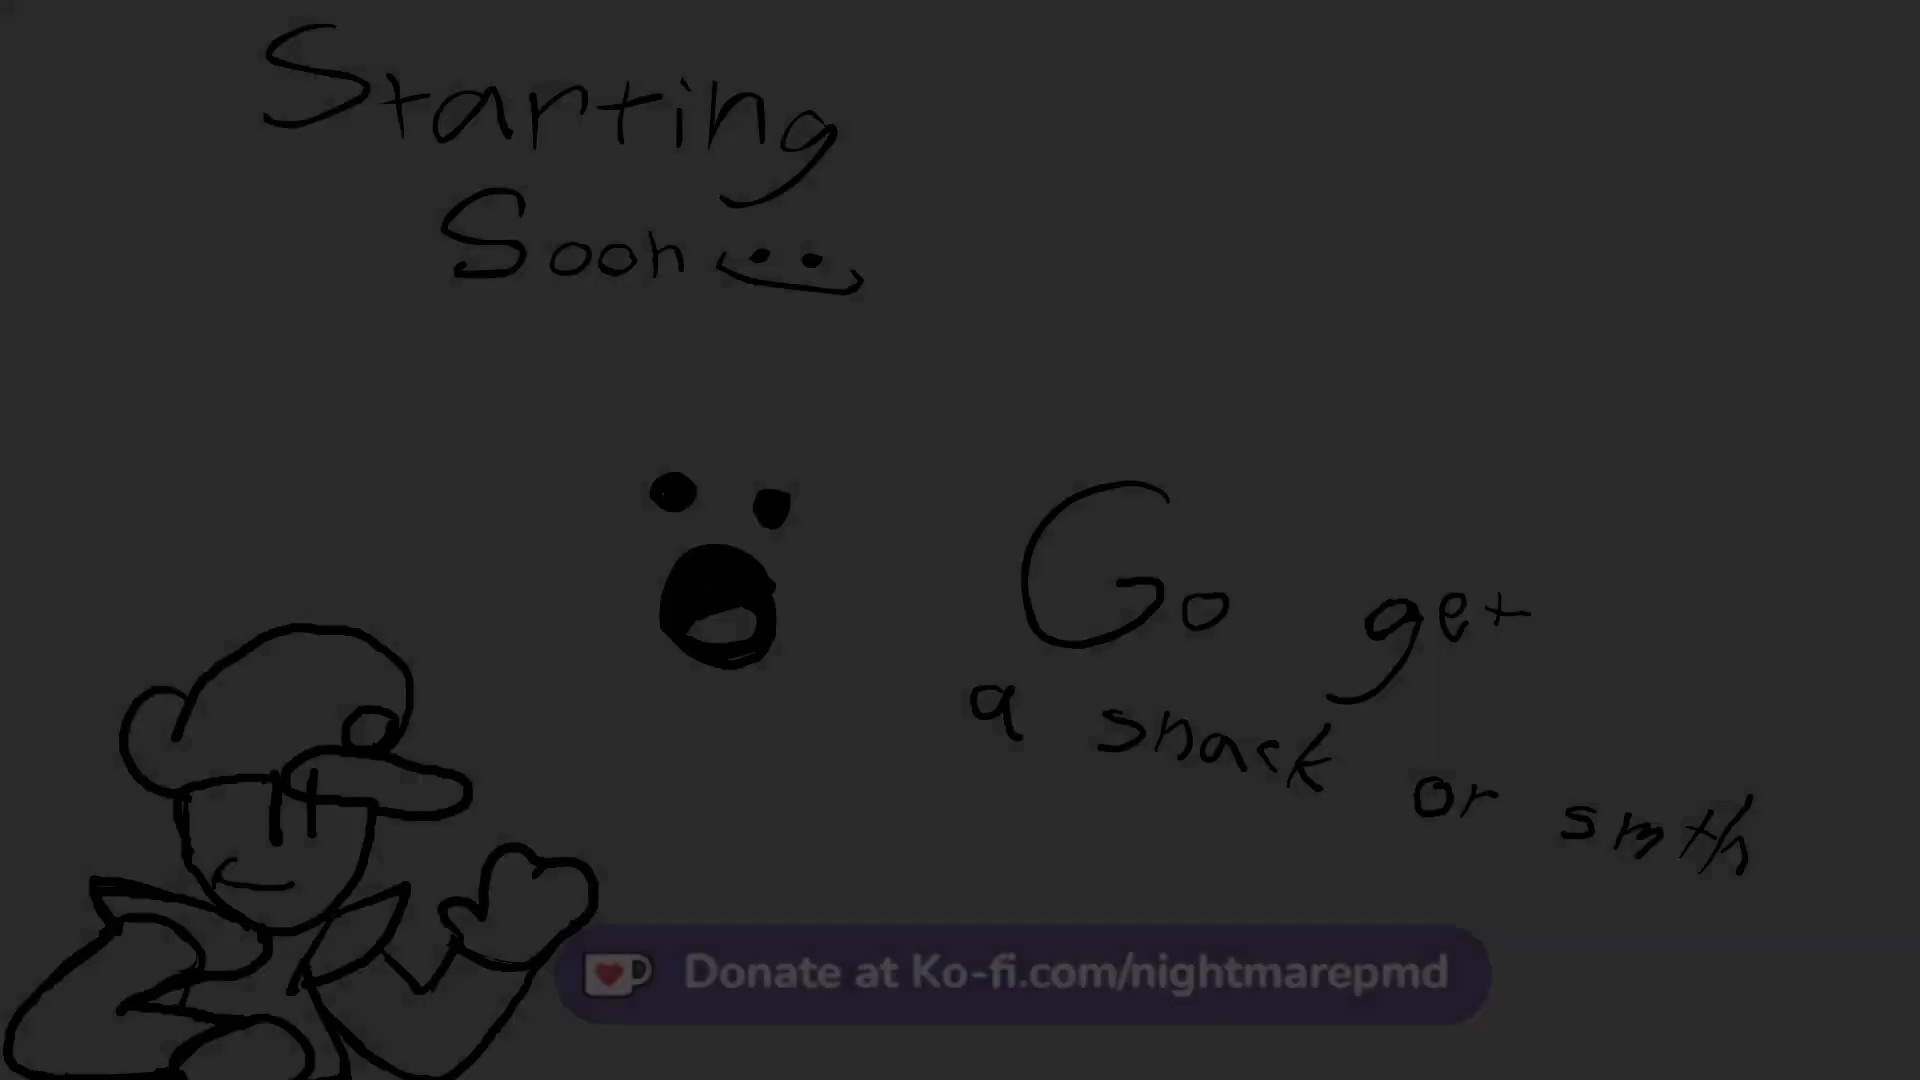 Starting
Soon
Go get
a snack or smth
Donate at Ko-fi.com/nightmarepmd